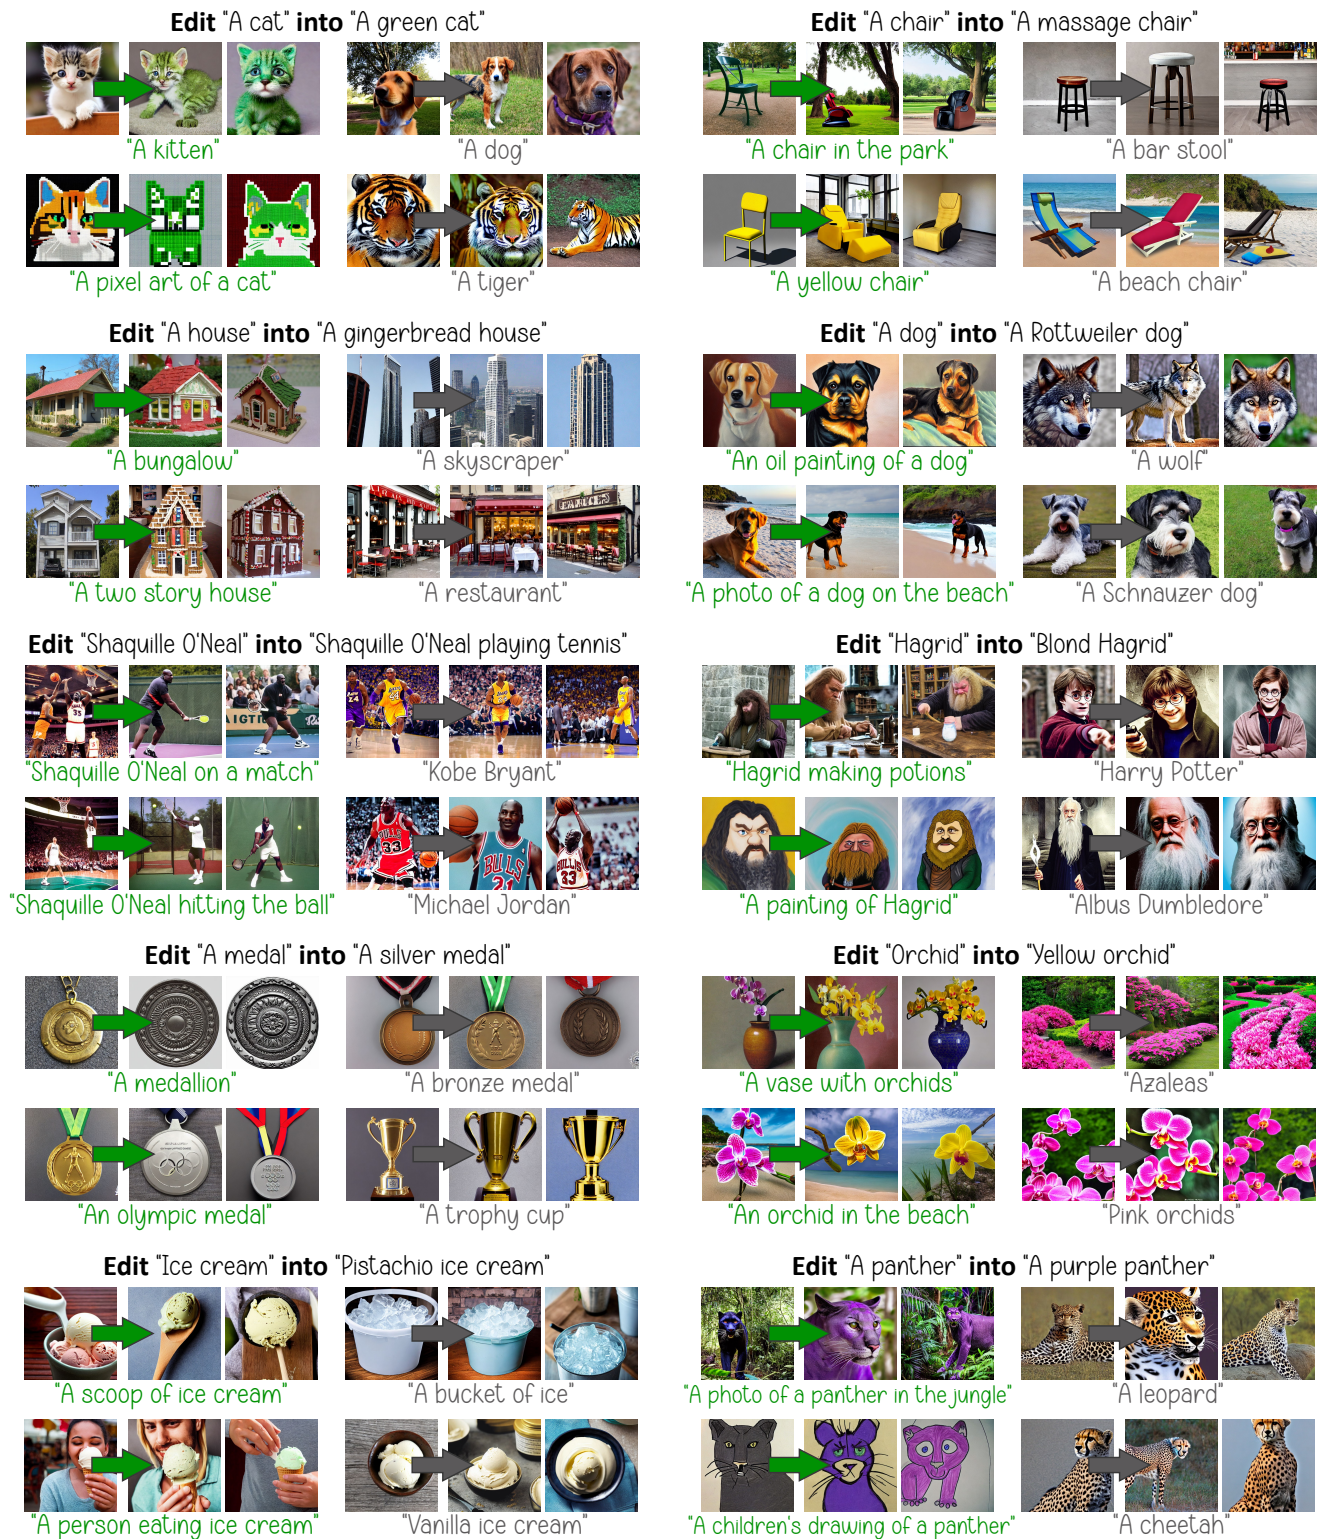 Edit "A cat" into "A green cat"
"A kitten"
"A dog"
"A pixel art of a cat"
"A tiger"
Edit "A chair" into "A massage chair"
"A chair in the park"
"A bar stool"
"A yellow chair"
"A beach chair"
Edit "A house" into "A gingerbread house"
"A bungalow"
"A skyscraper"
"A two story house"
"A restaurant"
Edit "A dog" into "A Rottweiler dog"
"An oil painting of a dog"
"A wolf"
"A photo of a dog on the beach"
"A Schnauzer dog"
Edit "Shaquille O'Neal" into "Shaquille O'Neal playing tennis"
"Shaquille O'Neal on a match"
"Kobe Bryant"
"Shaquille O'Neal hitting the ball"
"Michael Jordan"
Edit "Hagrid" into "Blond Hagrid"
"Hagrid making potions"
"Harry Potter"
"A painting of Hagrid"
"Albus Dumbledore"
Edit "A medal" into "A silver medal"
"A medallion"
"A bronze medal"
"An olympic medal"
"A trophy cup"
Edit "Orchid" into "Yellow orchid"
"A vase with orchids"
"Azaleas"
"An orchid in the beach"
"Pink orchids"
Edit "Ice cream" into "Pistachio ice cream"
"A scoop of ice cream"
"A bucket of ice"
"A person eating ice cream"
"Vanilla ice cream"
Edit "A panther" into "A purple panther"
"A photo of a panther in the jungle"
"A leopard"
"A children's drawing of a panther"
"A cheetah"